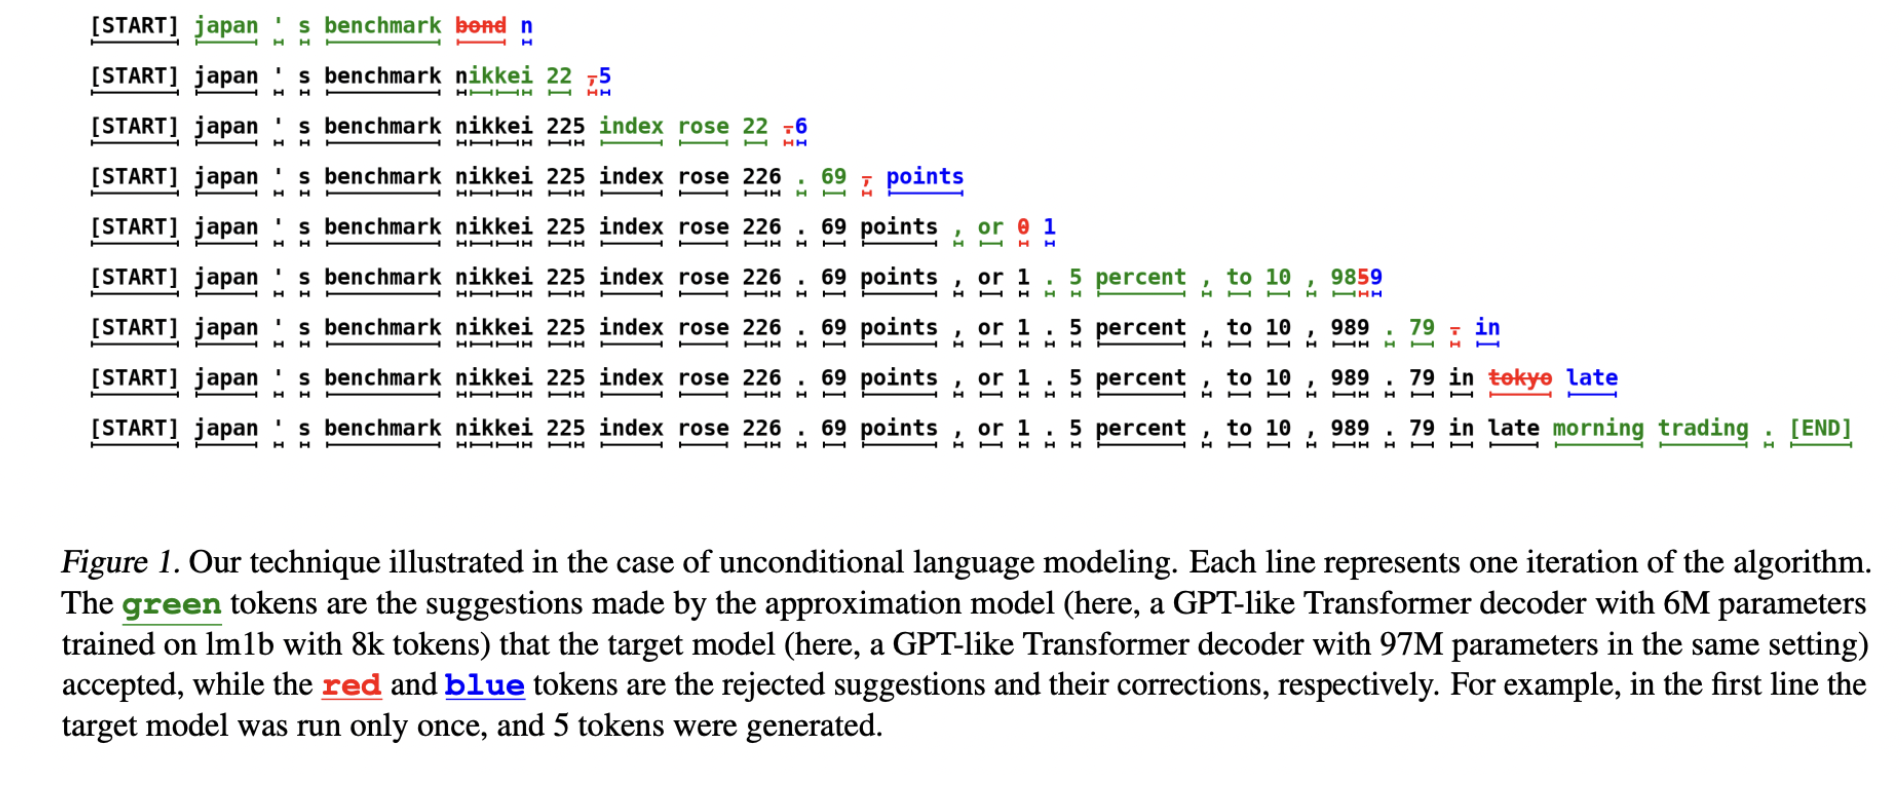 [START] japan ' s benchmark bond n
[START] japan ' s benchmark nikkei 22 ,5
[START] japan ' s benchmark nikkei 225 index rose 22 .6
[START] japan ' s benchmark nikkei 225 index rose 226 . 69 , points
[START] japan ' s benchmark nikkei 225 index rose 226 . 69 points , or 0 1
[START] japan ' s benchmark nikkei 225 index rose 226 . 69 points , or 1 . 5 percent , to 10 , 9859
[START] japan ' s benchmark nikkei 225 index rose 226 . 69 points , or 1 . 5 percent , to 10 , 989 . 79 . in
[START] japan ' s benchmark nikkei 225 index rose 226 . 69 points , or 1 . 5 percent , to 10 , 989 . 79 in tokyo late
[START] japan ' s benchmark nikkei 225 index rose 226 . 69 points , or 1 . 5 percent , to 10 , 989 . 79 in late morning trading . [END]
Figure 1. Our technique illustrated in the case of unconditional language modeling. Each line represents one iteration of the algorithm.
The green tokens are the suggestions made by the approximation model (here, a GPT-like Transformer decoder with 6M parameters
trained on lm1b with 8k tokens) that the target model (here, a GPT-like Transformer decoder with 97M parameters in the same setting)
accepted, while the red and blue tokens are the rejected suggestions and their corrections, respectively. For example, in the first line the
target model was run only once, and 5 tokens were generated.